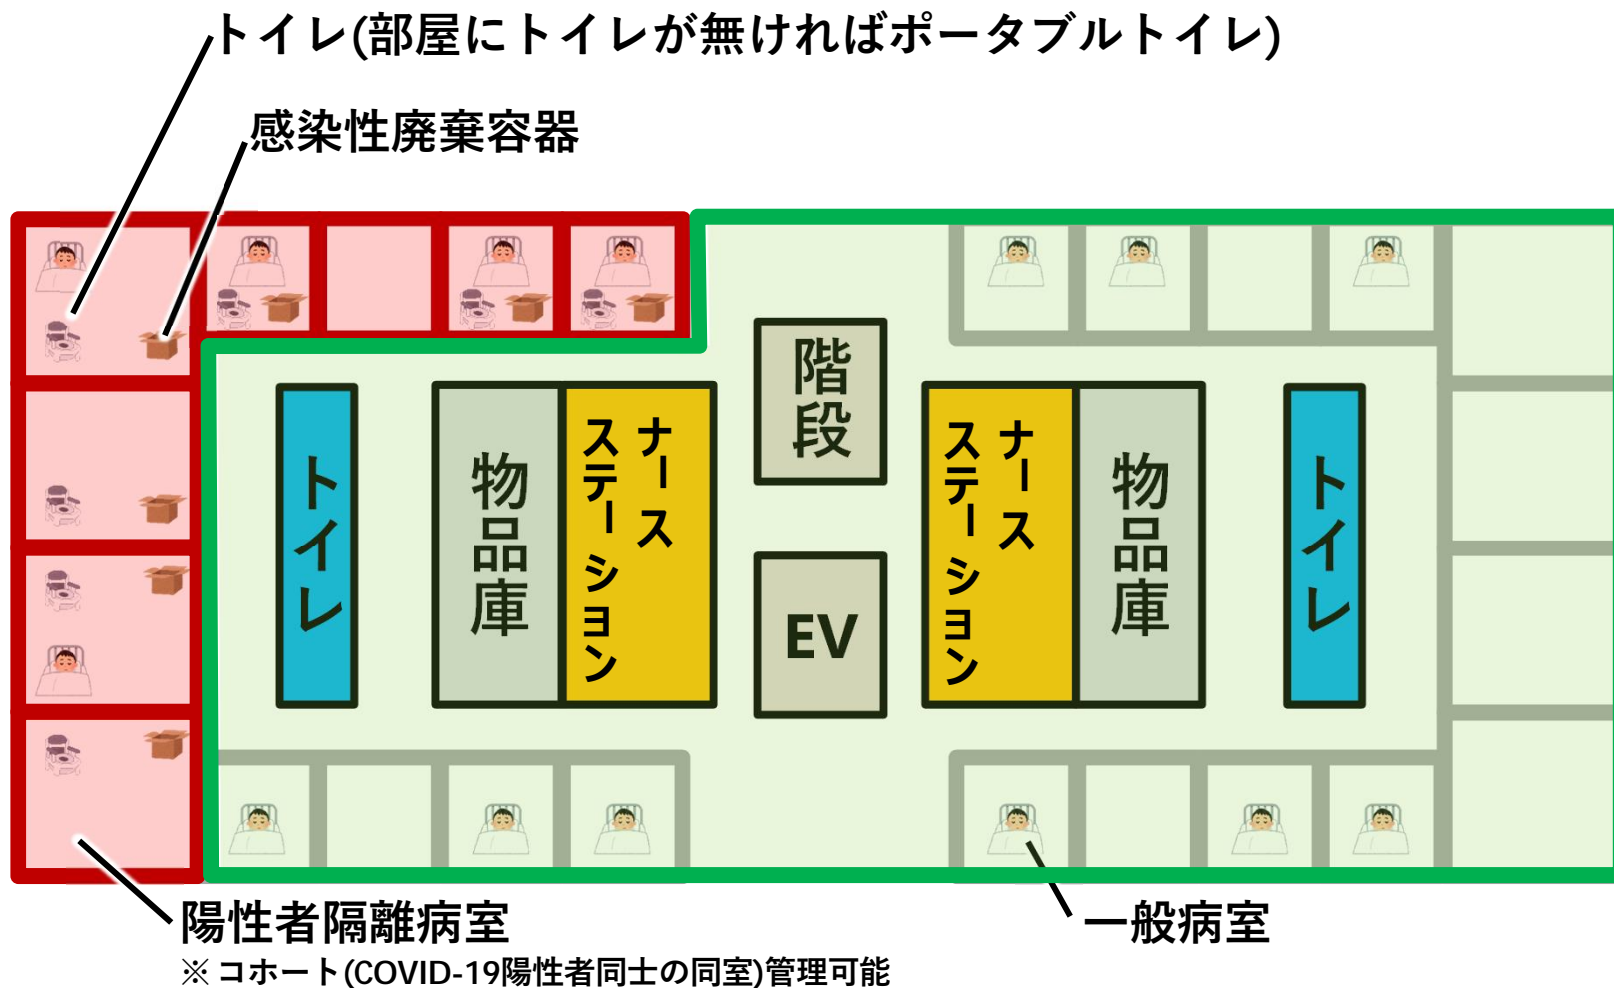 トイレ(部屋にトイレが無ければポータブルトイレ)
感染性廃棄容器
トイレ
物品庫
ナース
ステーション
階段
EV
ナース
ステーション
物品庫
トイレ
陽性者隔離病室
※コホート(COVID-19陽性者同士の同室)管理可能
一般病室